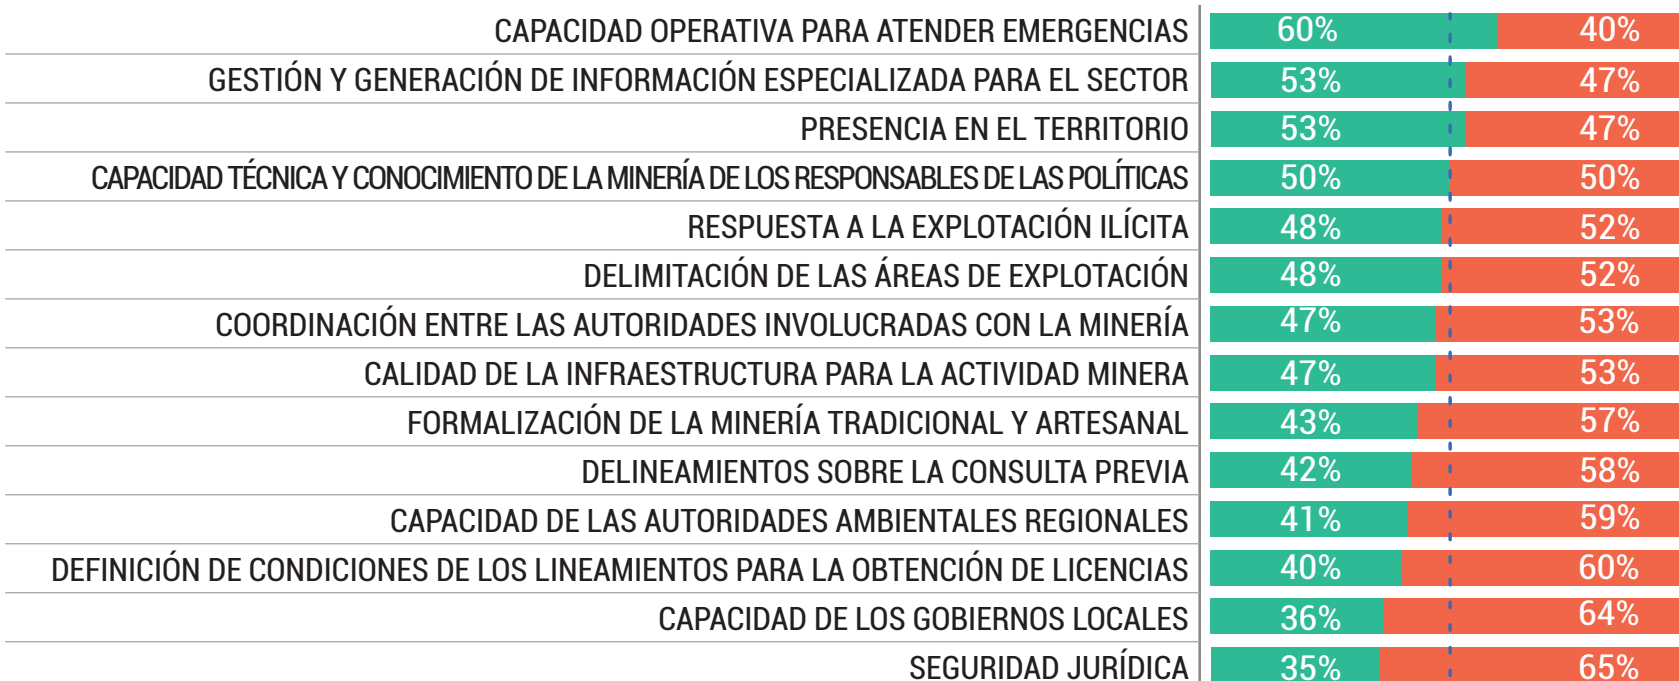 CAPACIDAD OPERATIVA PARA ATENDER EMERGENCIAS 60% 40%
GESTIÓN Y GENERACIÓN DE INFORMACIÓN ESPECIALIZADA PARA EL SECTOR 53% 47%
PRESENCIA EN EL TERRITORIO 53% 47%
CAPACIDAD TÉCNICA Y CONOCIMIENTO DE LA MINERÍA DE LOS RESPONSABLES DE LAS POLÍTICAS 50% 50%
RESPUESTA A LA EXPLOTACIÓN ILÍCITA 48% 52%
DELIMITACIÓN DE LAS ÁREAS DE EXPLOTACIÓN 48% 52%
COORDINACIÓN ENTRE LAS AUTORIDADES INVOLUCRADAS CON LA MINERÍA 47% 53%
CALIDAD DE LA INFRAESTRUCTURA PARA LA ACTIVIDAD MINERA 47% 53%
FORMALIZACIÓN DE LA MINERÍA TRADICIONAL Y ARTESANAL 43% 57%
DELINEAMIENTOS SOBRE LA CONSULTA PREVIA 42% 58%
CAPACIDAD DE LAS AUTORIDADES AMBIENTALES REGIONALES 41% 59%
DEFINICIÓN DE CONDICIONES DE LOS LINEAMIENTOS PARA LA OBTENCIÓN DE LICENCIAS 40% 60%
CAPACIDAD DE LOS GOBIERNOS LOCALES 36% 64%
SEGURIDAD JURÍDICA 35% 65%